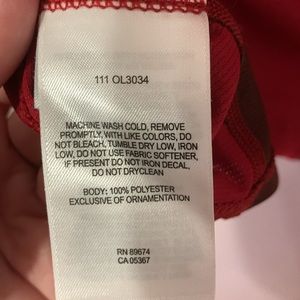 111 OL3034
MACHINE WASH COLD, REMOVE
PROMPTLY, WITH LIKE COLORS, DO
NOT BLEACH, TUMBLE DRY LOW, IRON
LOW, DO NOT USE FABRIC SOFTENER,
IF PRESENT DO NOT IRON DECAL,
DO NOT DRYCLEAN
BODY: 100% POLYESTER
EXCLUSIVE OF ORNAMENTATION
RN 89674
CA 05367